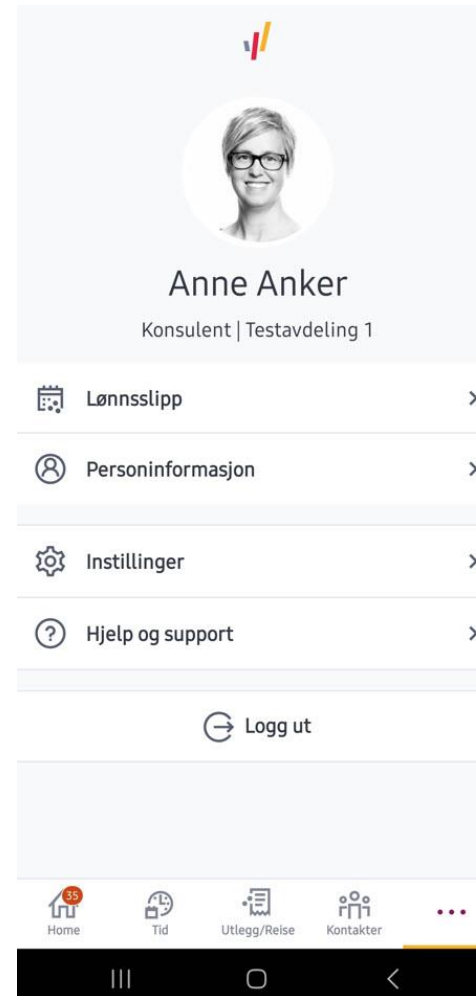 Anne Anker
Konsulent | Testavdeling 1
Lønnsslipp
Personinformasjon
Instillinger
Hjelp og support
Logg ut
35
Home
Tid
Utlegg/Reise
Kontakter